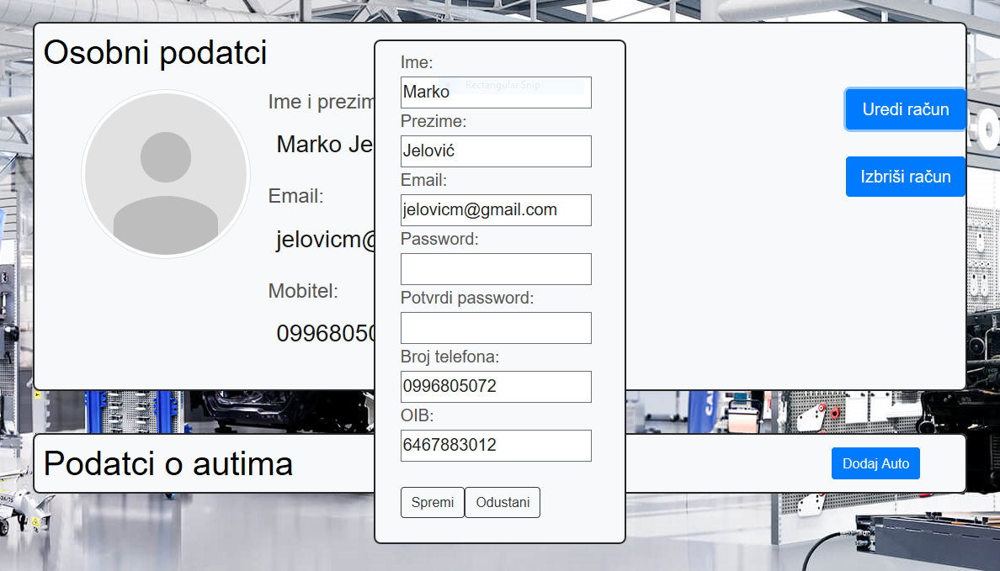 Osobni podatci
Ime i prezim
Marko Je
Email:
jelovicm@
Mobitel:
09968050
Ime:
Rectangular Snip
Marko
Prezime:
Jelović
Email:
jelovicm@gmail.com
Password:
Potvrdi password:
Broj telefona:
0996805072
OIB:
6467883012
Spremi
Odustani
Uredi račun
Izbriši račun
Podatci o autima
Dodaj Auto